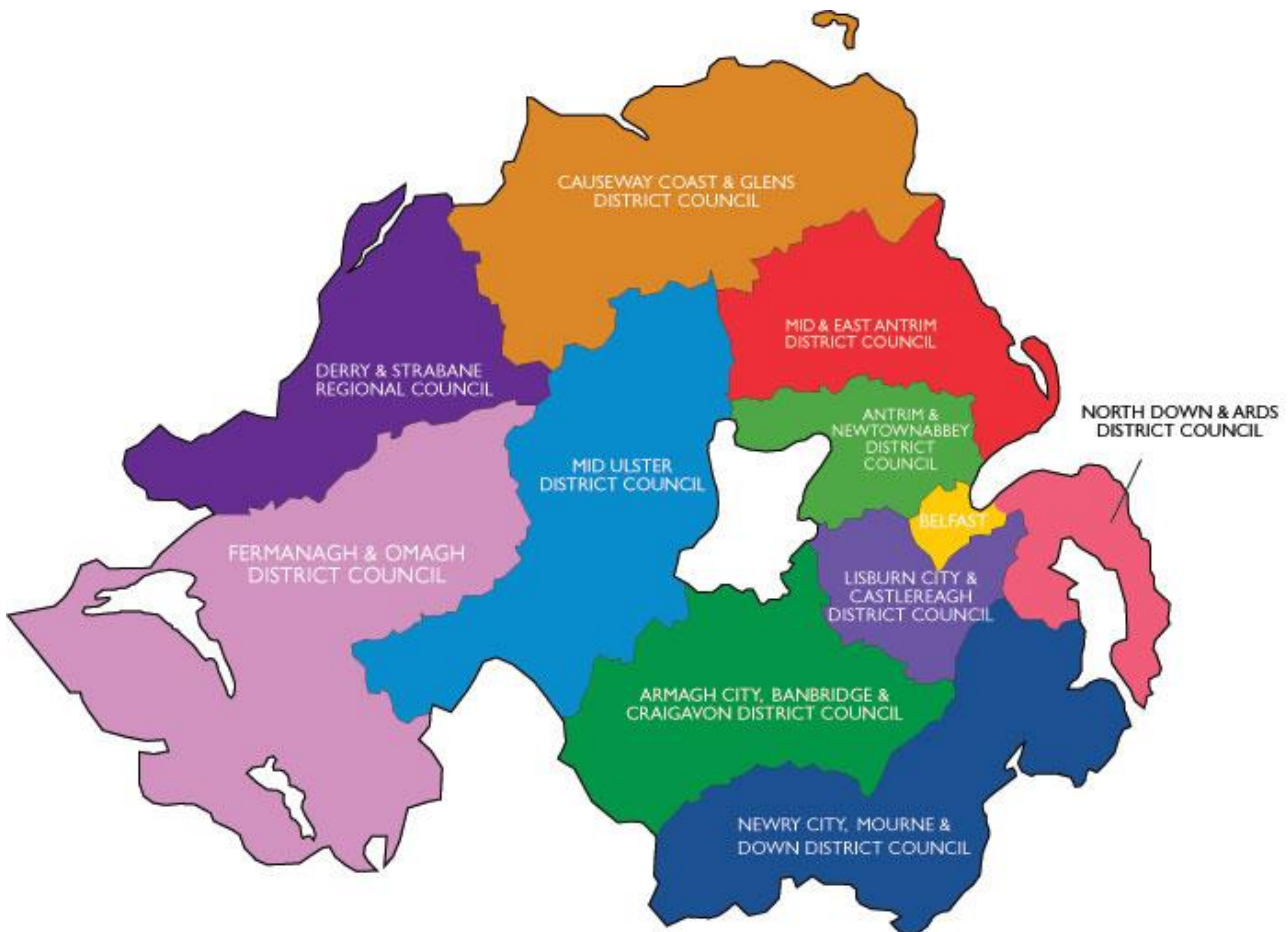 CAUSEWAY COAST & GLENS
DISTRICT COUNCIL
MID & EAST ANTRIM
DISTRICT COUNCIL
DERRY & STRABANE
REGIONAL COUNCIL
ANTRIM &
NEWTOWNABBEY
DISTRICT
COUNCIL
NORTH DOWN & ARDS
DISTRICT COUNCIL
MID ULSTER
DISTRICT COUNCIL
BELFAST
FERMANAGH & OMAGH
DISTRICT COUNCIL
LISBURN CITY &
CASTLEREAGH
DISTRICT COUNCIL
ARMAGH CITY, BANBRIDGE &
CRAIGAVON DISTRICT COUNCIL
NEWRY CITY, MOURNE &
DOWN DISTRICT COUNCIL